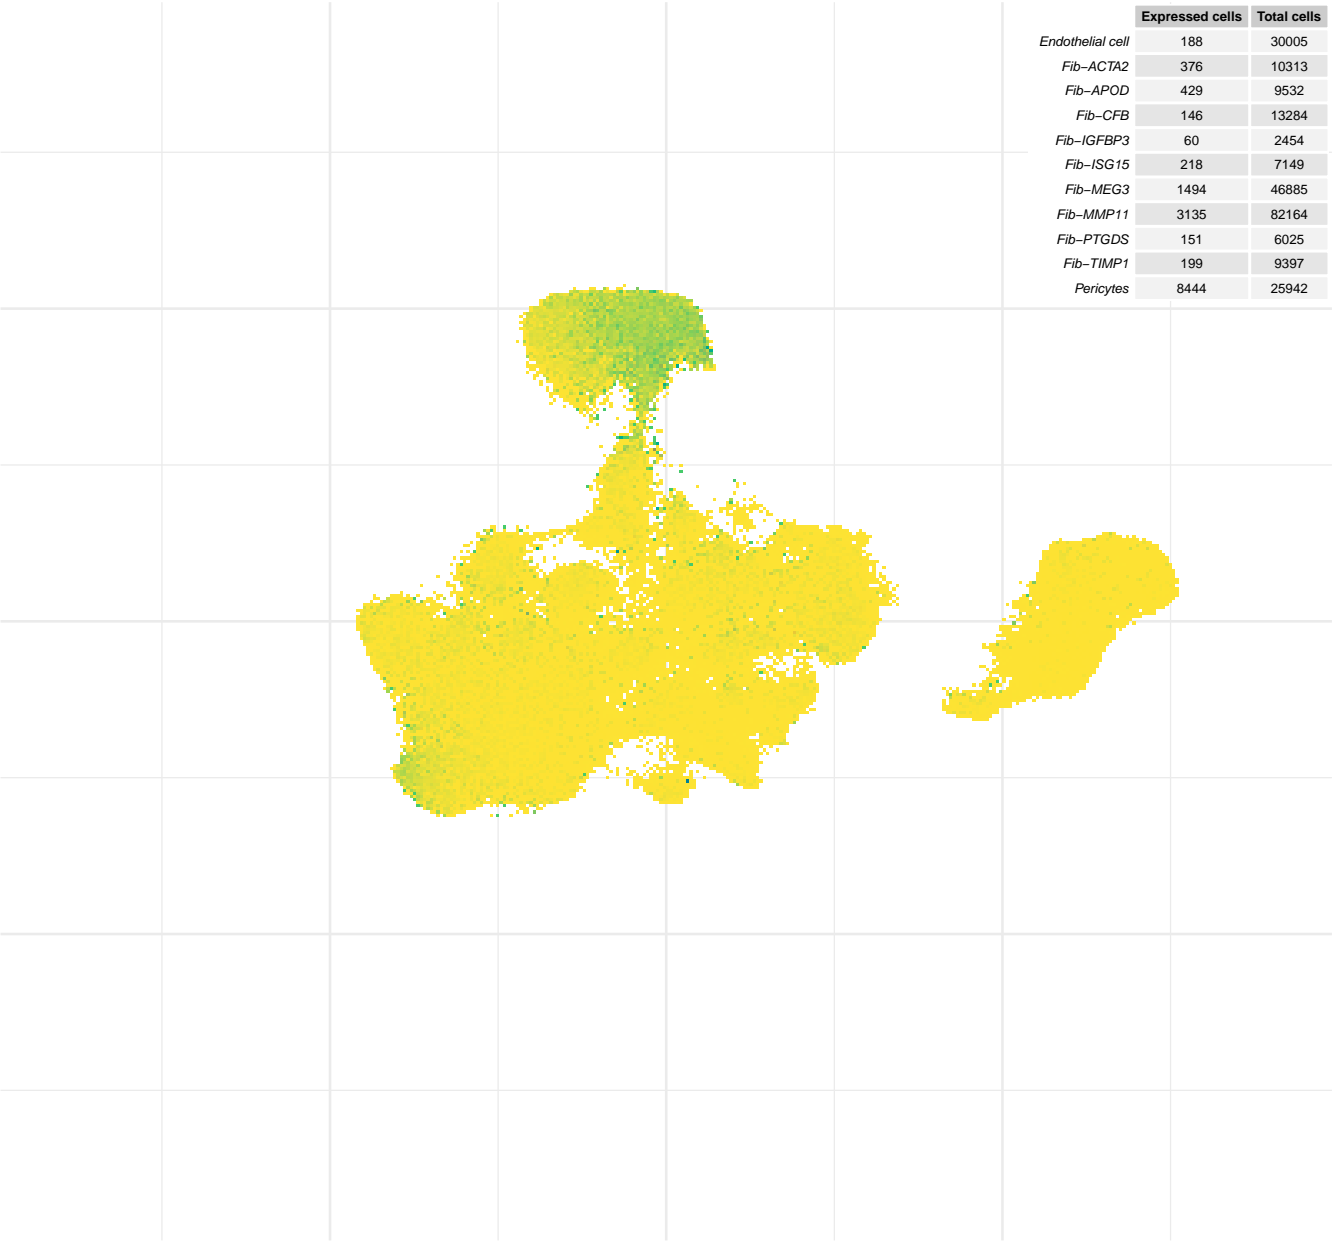 Expressed cells Total cells
Endothelial cell 188 30005
Fib−ACTA2 376 10313
Fib−APOD 429 9532
Fib−CFB 146 13284
Fib−IGFBP3 60 2454
Fib−ISG15 218 7149
Fib−MEG3 1494 46885
Fib−MMP11 3135 82164
Fib−PTGDS 151 6025
Fib−TIMP1 199 9397
Pericytes 8444 25942